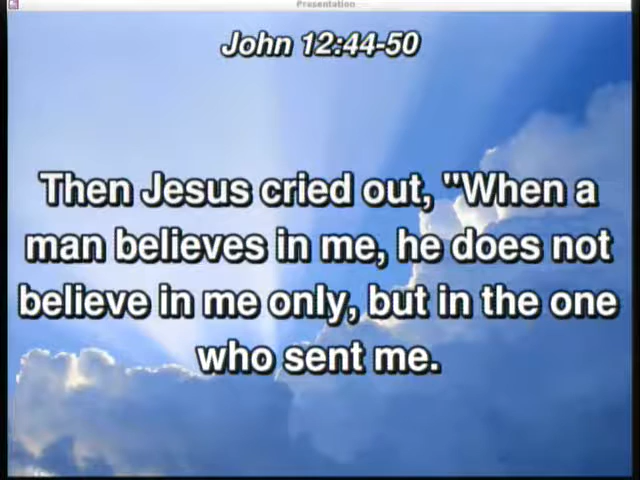 Presentation
John 12:44-50
Then Jesus cried out, "When a
man believes in me, he does not
believe in me only, but in the one
who sent me.